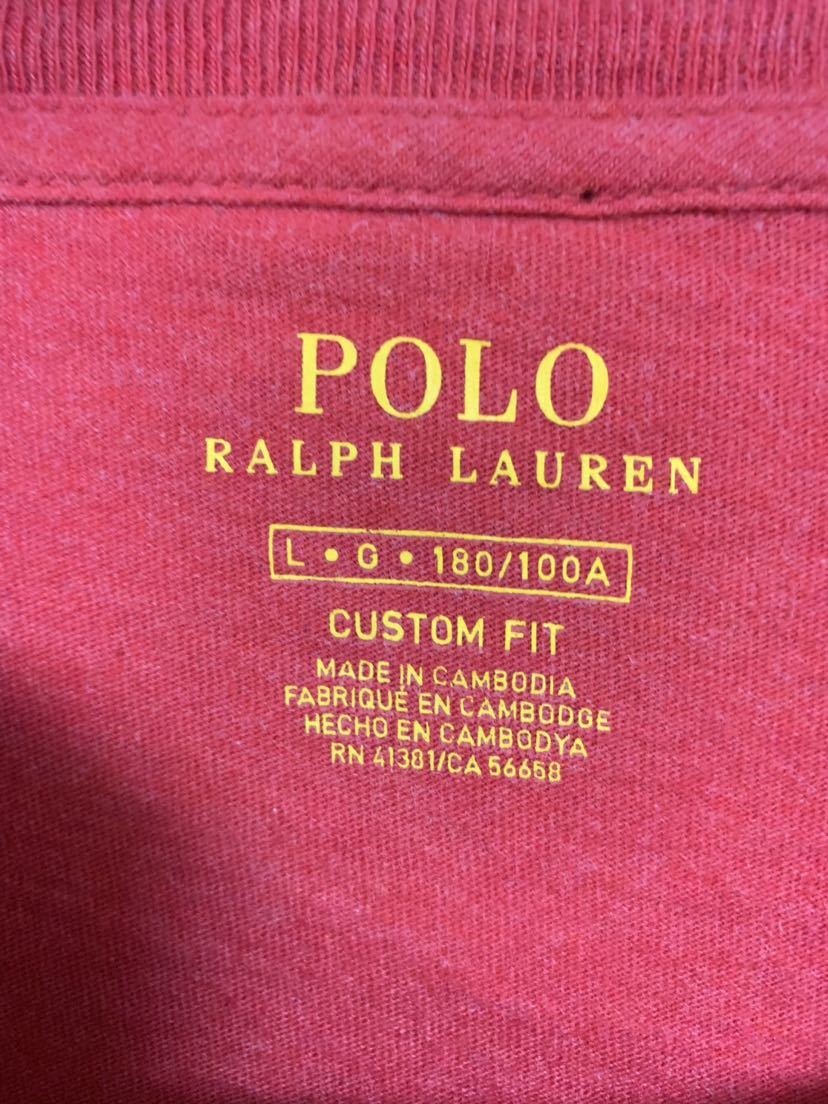 POLO
RALPH LAUREN
L • G • 180/100A
CUSTOM FIT
MADE IN CAMBODIA
FABRIQUÉ EN CAMBODGE
HECHO EN CAMBODYA
RN 41381/CA 56658